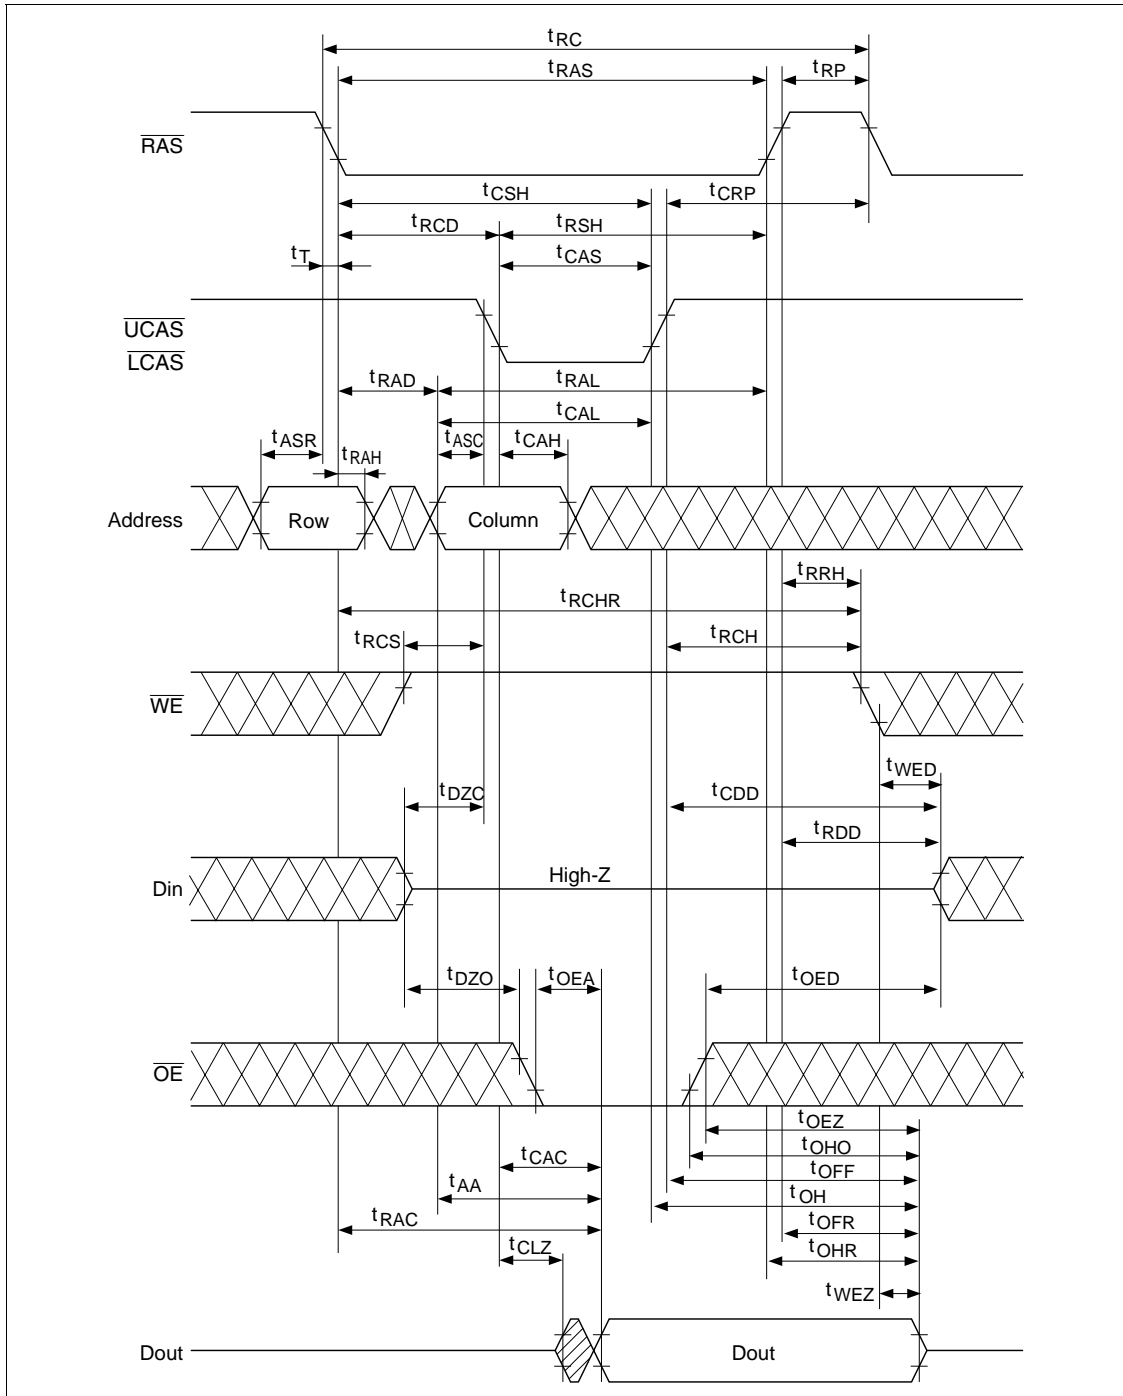 tRC
tRAS tRP
RAS
tCSH tCRP
tRCD tRSH
tT tCAS
UCAS
LCAS
tRAD tRAL
tCAL
tASR tASC tCAH
tRAH
Address Row Column
tRRH
tRCHR
tRCS tRCH
WE
tWED
tDZC tCDD
tRDD
Din High-Z
tDZO tOEA tOED
OE
tOEZ
tCAC tOHO
tAA tOFF
tOH
tRAC tOFR
tCLZ tOHR
tWEZ
Dout Dout